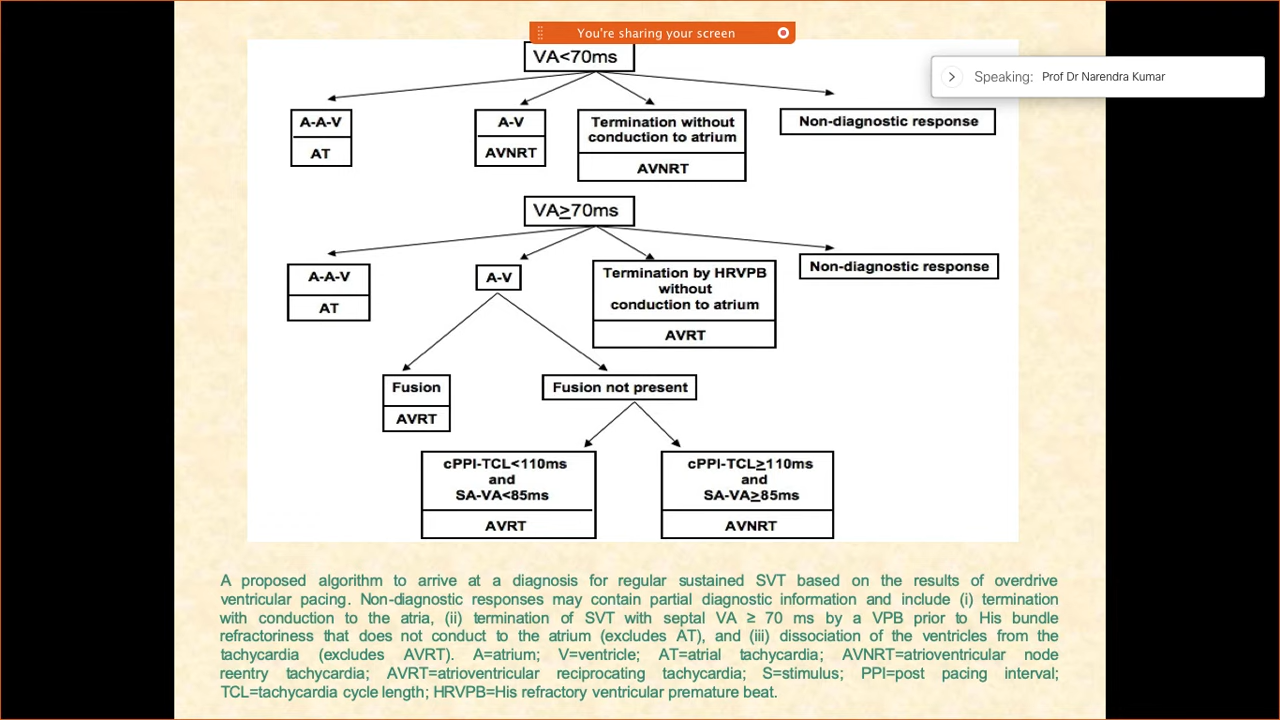 You're sharing your screen
Speaking: Prof Dr Narendra Kumar
VA<70ms
A-A-V
AT
A-V
AVNRT
Termination without
conduction to atrium
AVNRT
Non-diagnostic response
VA≥70ms
A-A-V
AT
A-V
Termination by HRVPB
without
conduction to atrium
AVRT
Non-diagnostic response
Fusion
AVRT
Fusion not present
cPPI-TCL<110ms
and
SA-VA<85ms
AVRT
cPPI-TCL≥110ms
and
SA-VA≥85ms
AVNRT
A proposed algorithm to arrive at a diagnosis for regular sustained SVT based on the results of overdrive
ventricular pacing. Non-diagnostic responses may contain partial diagnostic information and include (i) termination
with conduction to the atria, (ii) termination of SVT with septal VA ≥ 70 ms by a VPB prior to His bundle
refractoriness that does not conduct to the atrium (excludes AT), and (iii) dissociation of the ventricles from the
tachycardia (excludes AVRT). A=atrium; V=ventricle; AT=atrial tachycardia; AVNRT=atrioventricular node
reentry tachycardia; AVRT=atrioventricular reciprocating tachycardia; S=stimulus; PPI=post pacing interval;
TCL=tachycardia cycle length; HRVPB=His refractory ventricular premature beat.